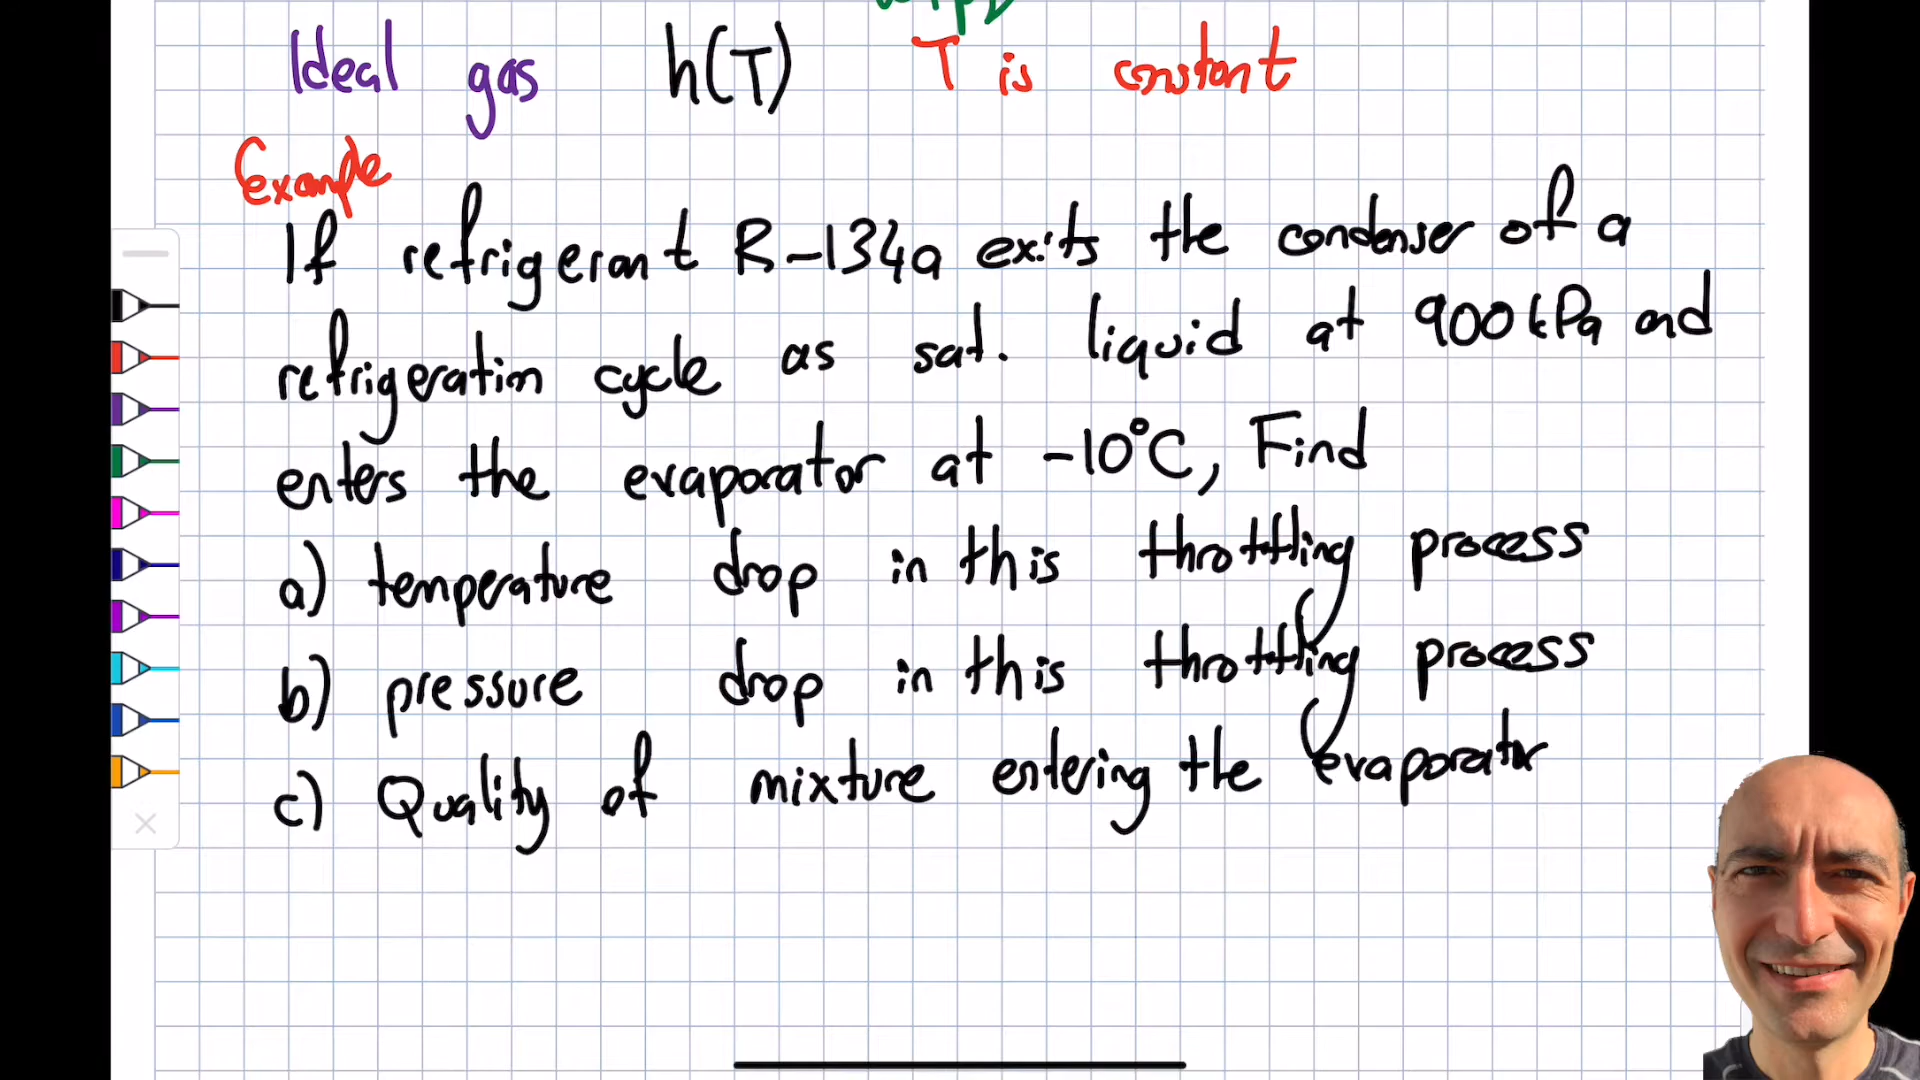 Ideal gas h(T) T is constant
Example
If refrigerant R-134a exits the condenser of a
refrigeration cycle as sat. liquid at 900 kPa and
enters the evaporator at -10°C, Find
a) temperature drop in this throttling process
b) pressure drop in this throttling process
c) Quality of mixture entering the evaporator